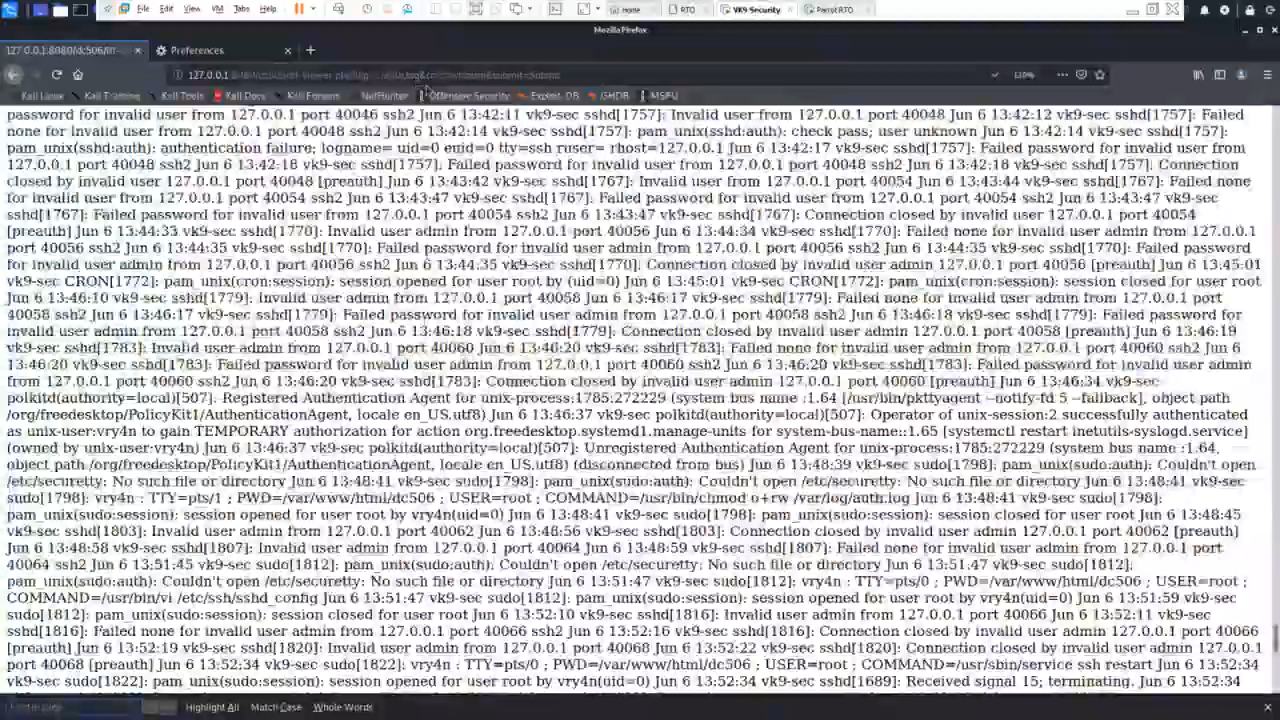 File Edit View VM Tabs Help
Home RTO VK9 Security Parrot RTO
Mozilla Firefox
127.0.0.1:8080/dc506/ Preferences
127.0.0.1
120%
Kali Linux Kali Training Kali Tools Kali Docs Kali Forums NetHunter Offensive Security Exploit-DB GHDB MSFU
password for invalid user from 127.0.0.1 port 40046 ssh2 Jun 6 13:42:11 vk9-sec sshd[1757]: Invalid user from 127.0.0.1 port 40048 Jun 6 13:42:12 vk9-sec sshd[1757]: Failed
none for invalid user from 127.0.0.1 port 40048 ssh2 Jun 6 13:42:14 vk9-sec sshd[1757]: pam_unix(sshd:auth): check pass; user unknown Jun 6 13:42:14 vk9-sec sshd[1757]:
pam_unix(sshd:auth): authentication failure; logname= uid=0 euid=0 tty=ssh ruser= rhost=127.0.0.1 Jun 6 13:42:17 vk9-sec sshd[1757]: Failed password for invalid user from
127.0.0.1 port 40048 ssh2 Jun 6 13:42:18 vk9-sec sshd[1757]: Failed password for invalid user from 127.0.0.1 port 40048 ssh2 Jun 6 13:42:18 vk9-sec sshd[1757]: Connection
closed by invalid user 127.0.0.1 port 40048 [preauth] Jun 6 13:43:42 vk9-sec sshd[1767]: Invalid user from 127.0.0.1 port 40054 Jun 6 13:43:44 vk9-sec sshd[1767]: Failed none
for invalid user from 127.0.0.1 port 40054 ssh2 Jun 6 13:43:47 vk9-sec sshd[1767]: Failed password for invalid user from 127.0.0.1 port 40054 ssh2 Jun 6 13:43:47 vk9-sec
sshd[1767]: Failed password for invalid user from 127.0.0.1 port 40054 ssh2 Jun 6 13:43:47 vk9-sec sshd[1767]: Connection closed by invalid user 127.0.0.1 port 40054
[preauth] Jun 6 13:44:33 vk9-sec sshd[1770]: Invalid user admin from 127.0.0.1 port 40056 Jun 6 13:44:34 vk9-sec sshd[1770]: Failed none for invalid user admin from 127.0.0.1
port 40056 ssh2 Jun 6 13:44:35 vk9-sec sshd[1770]: Failed password for invalid user admin from 127.0.0.1 port 40056 ssh2 Jun 6 13:44:35 vk9-sec sshd[1770]: Failed password
for invalid user admin from 127.0.0.1 port 40056 ssh2 Jun 6 13:44:35 vk9-sec sshd[1770]: Connection closed by invalid user admin 127.0.0.1 port 40056 [preauth] Jun 6 13:45:01
vk9-sec CRON[1772]: pam_unix(cron:session): session opened for user root by (uid=0) Jun 6 13:45:01 vk9-sec CRON[1772]: pam_unix(cron:session): session closed for user root
Jun 6 13:46:10 vk9-sec sshd[1779]: Invalid user admin from 127.0.0.1 port 40058 Jun 6 13:46:17 vk9-sec sshd[1779]: Failed none for invalid user admin from 127.0.0.1 port
40058 ssh2 Jun 6 13:46:17 vk9-sec sshd[1779]: Failed password for invalid user admin from 127.0.0.1 port 40058 ssh2 Jun 6 13:46:18 vk9-sec sshd[1779]: Failed password for
invalid user admin from 127.0.0.1 port 40058 ssh2 Jun 6 13:46:18 vk9-sec sshd[1779]: Connection closed by invalid user admin 127.0.0.1 port 40058 [preauth] Jun 6 13:46:19
vk9-sec sshd[1783]: Invalid user admin from 127.0.0.1 port 40060 Jun 6 13:46:20 vk9-sec sshd[1783]: Failed none for invalid user admin from 127.0.0.1 port 40060 ssh2 Jun 6
13:46:20 vk9-sec sshd[1783]: Failed password for invalid user admin from 127.0.0.1 port 40060 ssh2 Jun 6 13:46:20 vk9-sec sshd[1783]: Failed password for invalid user admin
from 127.0.0.1 port 40060 ssh2 Jun 6 13:46:20 vk9-sec sshd[1783]: Connection closed by invalid user admin 127.0.0.1 port 40060 [preauth] Jun 6 13:46:34 vk9-sec
polkitd(authority=local)[507]: Registered Authentication Agent for unix-process:1785:272229 (system bus name :1.64 [/usr/bin/pkttyagent --notify-fd 5 --fallback], object path
/org/freedesktop/PolicyKit1/AuthenticationAgent, locale en_US.utf8) Jun 6 13:46:37 vk9-sec polkitd(authority=local)[507]: Operator of unix-session:2 successfully authenticated
as unix-user:vry4n to gain TEMPORARY authorization for action org.freedesktop.systemd1.manage-units for system-bus-name::1.65 [systemctl restart inetutils-syslogd.service]
(owned by unix-user:vry4n) Jun 6 13:46:37 vk9-sec polkitd(authority=local)[507]: Unregistered Authentication Agent for unix-process:1785:272229 (system bus name :1.64,
object path /org/freedesktop/PolicyKit1/AuthenticationAgent, locale en_US.utf8) (disconnected from bus) Jun 6 13:48:39 vk9-sec sudo[1798]: pam_unix(sudo:auth): Couldn't open
/etc/securetty: No such file or directory Jun 6 13:48:41 vk9-sec sudo[1798]: pam_unix(sudo:auth): Couldn't open /etc/securetty: No such file or directory Jun 6 13:48:41 vk9-sec
sudo[1798]: vry4n : TTY=pts/1 ; PWD=/var/www/html/dc506 ; USER=root ; COMMAND=/usr/bin/chmod o+rw /var/log/auth.log Jun 6 13:48:41 vk9-sec sudo[1798]:
pam_unix(sudo:session): session opened for user root by vry4n(uid=0) Jun 6 13:48:41 vk9-sec sudo[1798]: pam_unix(sudo:session): session closed for user root Jun 6 13:48:45
vk9-sec sshd[1803]: Invalid user admin from 127.0.0.1 port 40062 Jun 6 13:48:56 vk9-sec sshd[1803]: Connection closed by invalid user admin 127.0.0.1 port 40062 [preauth]
Jun 6 13:48:58 vk9-sec sshd[1807]: Invalid user admin from 127.0.0.1 port 40064 Jun 6 13:48:59 vk9-sec sshd[1807]: Failed none for invalid user admin from 127.0.0.1 port
40064 ssh2 Jun 6 13:51:45 vk9-sec sudo[1812]: pam_unix(sudo:auth): Couldn't open /etc/securetty: No such file or directory Jun 6 13:51:47 vk9-sec sudo[1812]:
pam_unix(sudo:auth): Couldn't open /etc/securetty: No such file or directory Jun 6 13:51:47 vk9-sec sudo[1812]: vry4n : TTY=pts/0 ; PWD=/var/www/html/dc506 ; USER=root ;
COMMAND=/usr/bin/vi /etc/ssh/sshd_config Jun 6 13:51:47 vk9-sec sudo[1812]: pam_unix(sudo:session): session opened for user root by vry4n(uid=0) Jun 6 13:51:59 vk9-sec
sudo[1812]: pam_unix(sudo:session): session closed for user root Jun 6 13:52:10 vk9-sec sshd[1816]: Invalid user admin from 127.0.0.1 port 40066 Jun 6 13:52:11 vk9-sec
sshd[1816]: Failed none for invalid user admin from 127.0.0.1 port 40066 ssh2 Jun 6 13:52:16 vk9-sec sshd[1816]: Connection closed by invalid user admin 127.0.0.1 port 40066
[preauth] Jun 6 13:52:19 vk9-sec sshd[1820]: Invalid user admin from 127.0.0.1 port 40068 Jun 6 13:52:22 vk9-sec sshd[1820]: Connection closed by invalid user admin 127.0.0.1
port 40068 [preauth] Jun 6 13:52:34 vk9-sec sudo[1822]: vry4n : TTY=pts/0 ; PWD=/var/www/html/dc506 ; USER=root ; COMMAND=/usr/sbin/service ssh restart Jun 6 13:52:34
vk9-sec sudo[1822]: pam_unix(sudo:session): session opened for user root by vry4n(uid=0) Jun 6 13:52:34 vk9-sec sshd[1689]: Received signal 15; terminating. Jun 6 13:52:34
Highlight All Match Case Whole Words